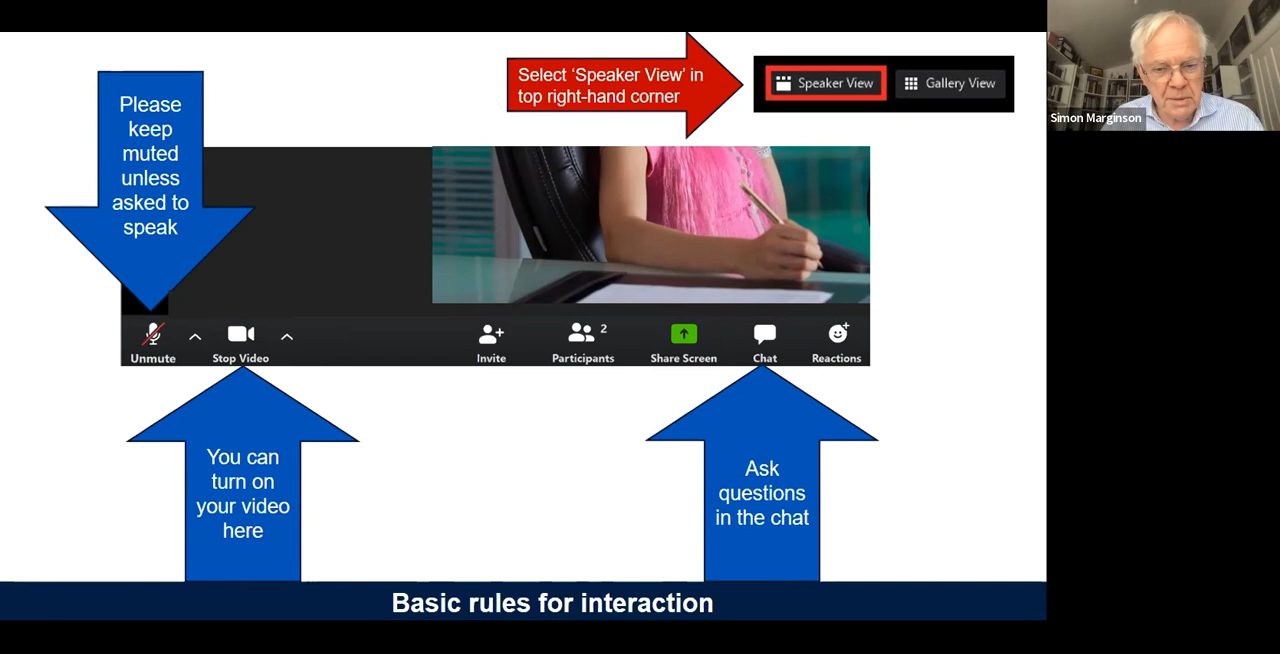 Select ‘Speaker View’ in
top right-hand corner
Speaker View
Gallery View
Simon Marginson
Please
keep
muted
unless
asked to
speak
Unmute
Stop Video
Invite
2
Participants
Share Screen
Chat
Reactions
You can
turn on
your video
here
Ask
questions
in the chat
Basic rules for interaction